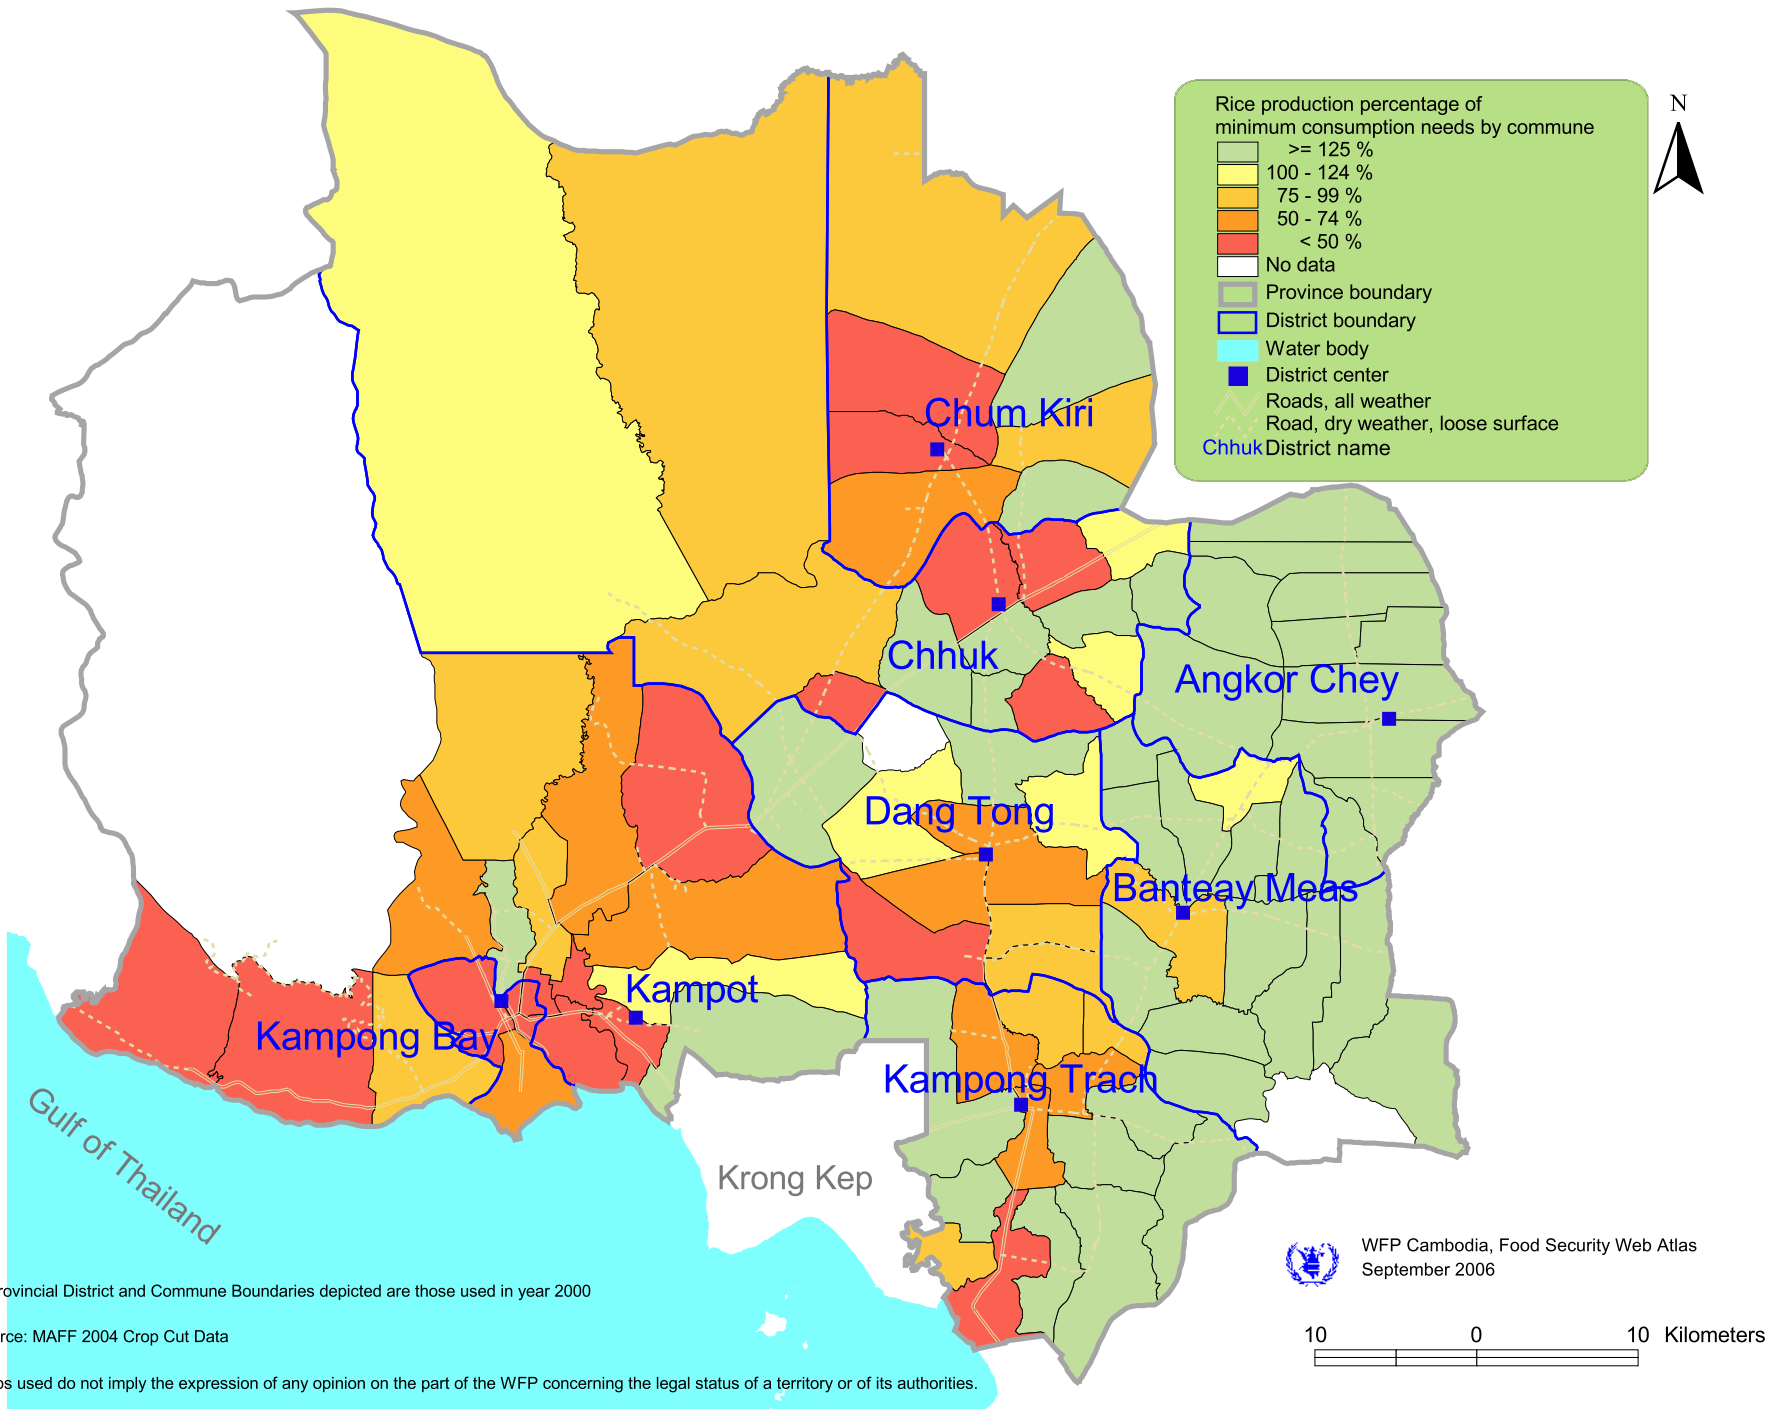 N
Rice production percentage of
minimum consumption needs by commune
>= 125 %
100 - 124 %
75 - 99 %
50 - 74 %
< 50 %
No data
Province boundary
District boundary
Water body
District center
Roads, all weather
Road, dry weather, loose surface
Chhuk District name
Chum Kiri
Chhuk
Angkor Chey
Dang Tong
Banteay Meas
Kampot
Kampong Bay
Kampong Trach
Gulf of Thailand
Krong Kep
WFP Cambodia, Food Security Web Atlas
September 2006
rovincial District and Commune Boundaries depicted are those used in year 2000
rce: MAFF 2004 Crop Cut Data
ps used do not imply the expression of any opinion on the part of the WFP concerning the legal status of a territory or of its authorities.
10 0 10 Kilometers